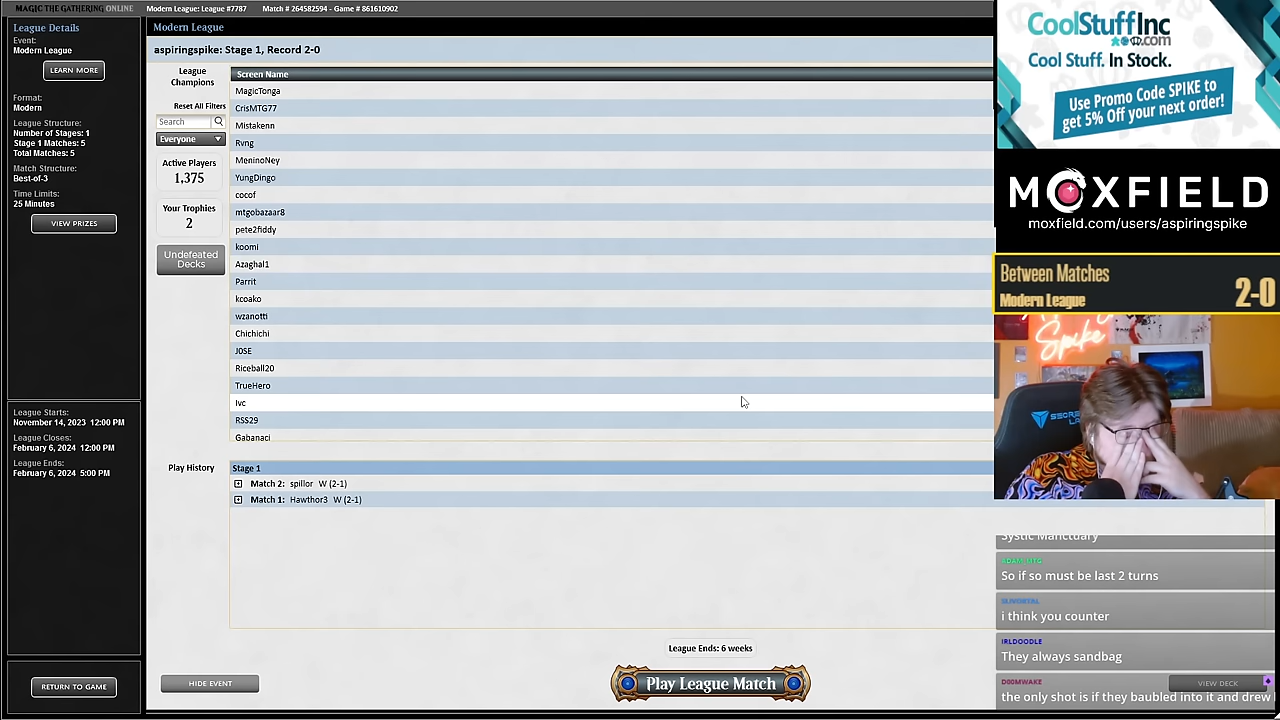 MAGIC THE GATHERING ONLINE
Modern League: League #7787
Match # 264582594 - Game # 861610902
League Details
Event:
Modern League
LEARN MORE
Format:
Modern
League Structure:
Number of Stages: 1
Stage 1 Matches: 5
Total Matches: 5
Match Structure:
Best-of-3
Time Limits:
25 Minutes
VIEW PRIZES
League Starts:
November 14, 2023 12:00 PM
League Closes:
February 6, 2024 12:00 PM
League Ends:
February 6, 2024 5:00 PM
RETURN TO GAME
Modern League
aspiringspike: Stage 1, Record 2-0
League
Champions
Reset All Filters
Search
Everyone
Active Players
1,375
Your Trophies
2
Undefeated
Decks
Screen Name
MagicTonga
CrisMTG77
Mistakenn
Rvng
MeninoNey
YungDingo
cocof
mtgobazaar8
pete2fiddy
koomi
Azaghal1
Parrit
kcoako
wzanotti
Chichichi
J0SE
Riceball20
TrueHero
lvc
RSS29
Gabanaci
Play History
Stage 1
Match 2: spillor W (2-1)
Match 1: Hawthor3 W (2-1)
League Ends: 6 weeks
HIDE EVENT
Play League Match
CoolStuffInc
.com
Cool Stuff. In Stock.
Use Promo Code SPIKE to
get 5% Off your next order!
MOXFIELD
moxfield.com/users/aspiringspike
Between Matches
Modern League
2-0
Spike
SECRET
LAB
Systic Manctuary
So if so must be last 2 turns
i think you counter
IRLDOODLE
They always sandbag
D00MWAKE
VIEW DECK
the only shot is if they baubled into it and drew